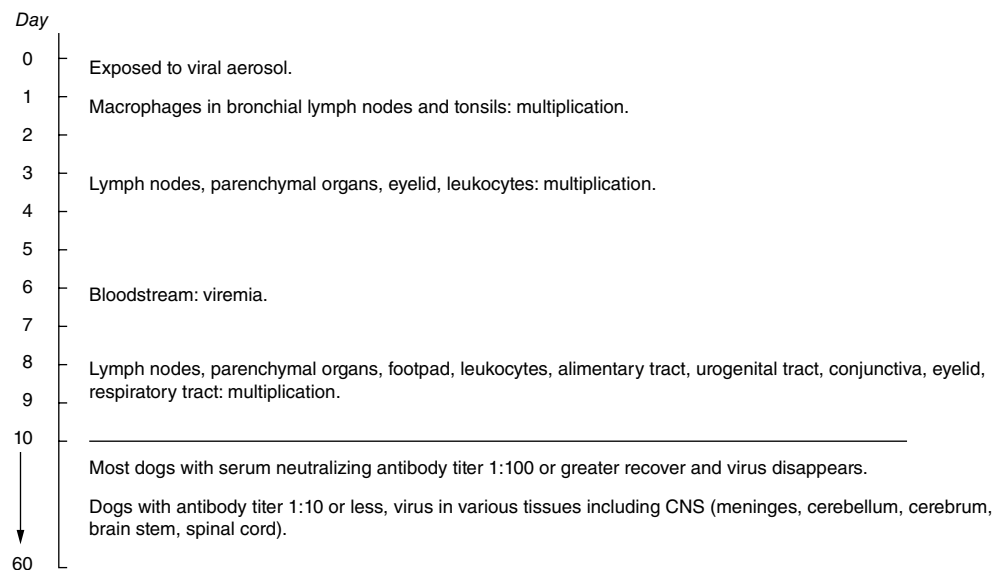 Day
0
Exposed to viral aerosol.
1
Macrophages in bronchial lymph nodes and tonsils: multiplication.
2
3
Lymph nodes, parenchymal organs, eyelid, leukocytes: multiplication.
4
5
6
Bloodstream: viremia.
7
8
Lymph nodes, parenchymal organs, footpad, leukocytes, alimentary tract, urogenital tract, conjunctiva, eyelid,
respiratory tract: multiplication.
9
10
Most dogs with serum neutralizing antibody titer 1:100 or greater recover and virus disappears.
Dogs with antibody titer 1:10 or less, virus in various tissues including CNS (meninges, cerebellum, cerebrum,
brain stem, spinal cord).
60